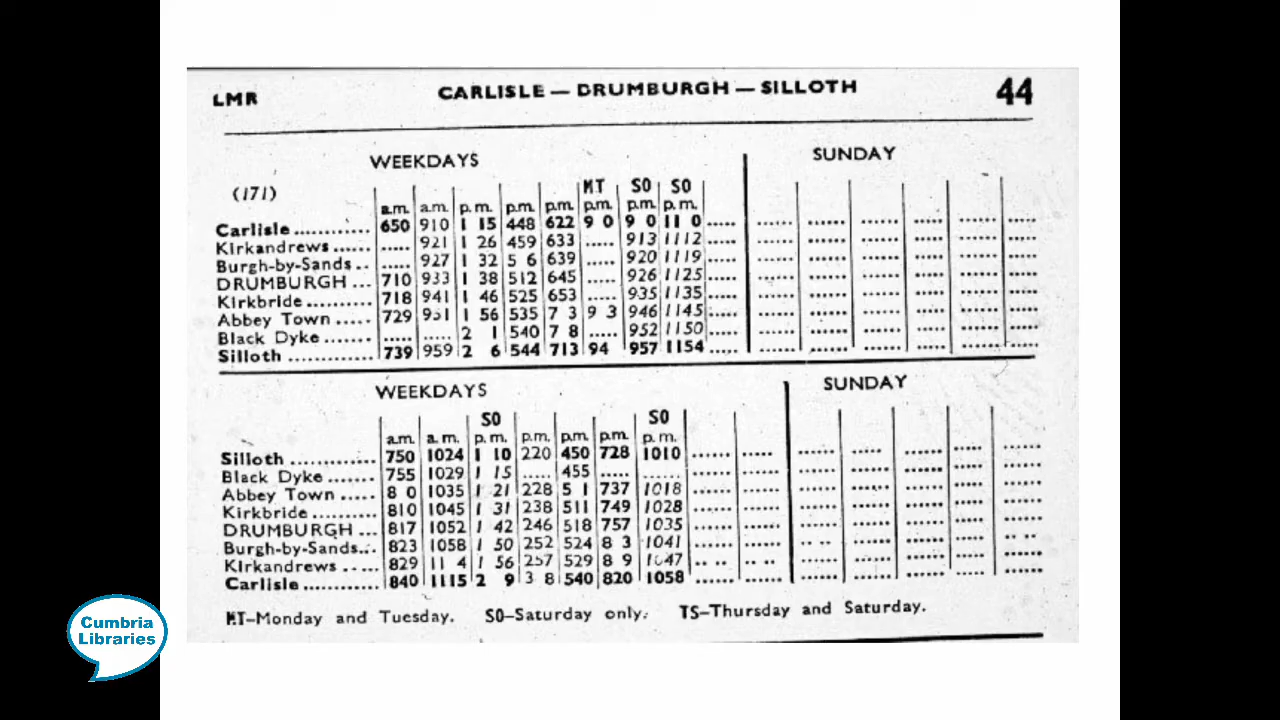 LMR CARLISLE — DRUMBURGH — SILLOTH 44
WEEKDAYS SUNDAY
(171) MT SO SO
a.m. a.m. p.m. p.m. p.m. p.m. p.m. p.m.
Carlisle ............ 650 910 1 15 448 622 9 0 9 0 11 0 .....
Kirkandrews ...... ..... 921 1 26 459 633 ..... 913 1112 .....
Burgh-by-Sands .. ..... 927 1 32 5 6 639 ..... 920 1119 .....
DRUMBURGH ... 710 933 1 38 512 645 ..... 926 1125 .....
Kirkbride .......... 718 941 1 46 525 653 ..... 935 1135 .....
Abbey Town ..... 729 951 1 56 535 7 3 9 3 946 1145 .....
Black Dyke ....... ..... ..... 2 1 540 7 8 ..... 952 1150 .....
Silloth ............ 739 959 2 6 544 713 94 957 1154 .....
WEEKDAYS SUNDAY
SO SO
a.m. a.m. p.m. p.m. p.m. p.m. p.m.
Silloth ............. 750 1024 1 10 220 450 728 1010 ...... .....
Black Dyke ....... 755 1029 1 15 ..... 455 ..... ...... ...... .....
Abbey Town ..... 8 0 1035 1 21 228 5 1 737 1018 ...... .....
Kirkbride .......... 810 1045 1 31 238 511 749 1028 ...... .....
DRUMBURGH ... 817 1052 1 42 246 518 757 1035 ...... .....
Burgh-by-Sands... 823 1058 1 50 252 524 8 3 1041 ...... .....
Kirkandrews ..... 829 11 4 1 56 257 529 8 9 1047 .. .. .. ..
Carlisle ........... 840 1115 2 9 3 8 540 820 1058 ...... .....
MT–Monday and Tuesday. SO–Saturday only. TS–Thursday and Saturday.
Cumbria
Libraries